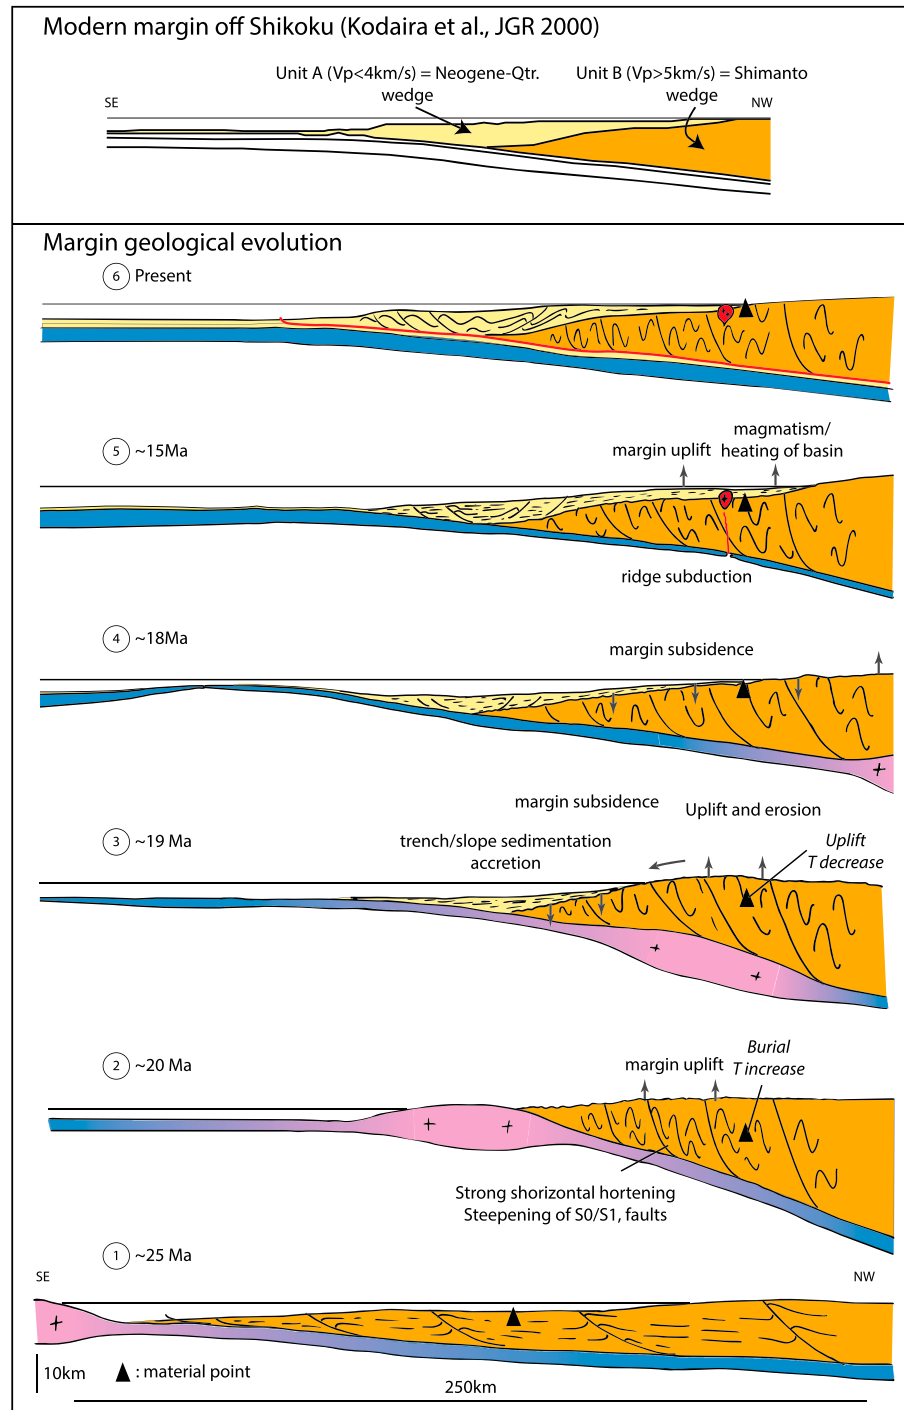 Modern margin off Shikoku (Kodaira et al., JGR 2000)
Unit A (Vp<4km/s) = Neogene-Qtr.
wedge
Unit B (Vp>5km/s) = Shimanto
wedge
SE
NW
Margin geological evolution
6 Present
5 ~15Ma
margin uplift
magmatism/
heating of basin
ridge subduction
4 ~18Ma
margin subsidence
margin subsidence
Uplift and erosion
3 ~19 Ma
trench/slope sedimentation
accretion
Uplift
T decrease
2 ~20 Ma
margin uplift
Burial
T increase
Strong shorizontal hortening
Steepening of S0/S1, faults
1 ~25 Ma
SE
NW
10km
: material point
250km